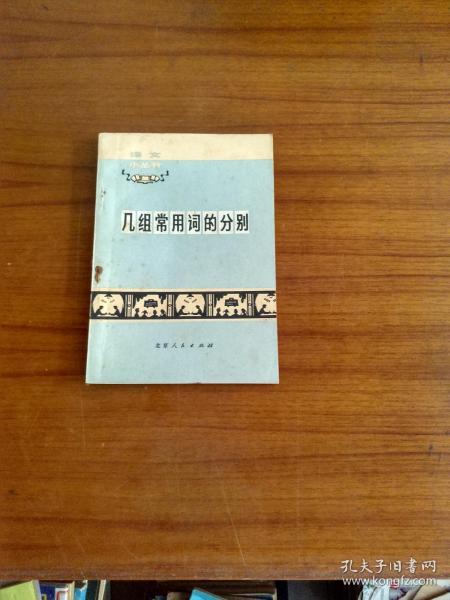 语文
小丛书
几组常用词的分别
北京人民出版社
孔夫子旧书网
www.kongfz.com